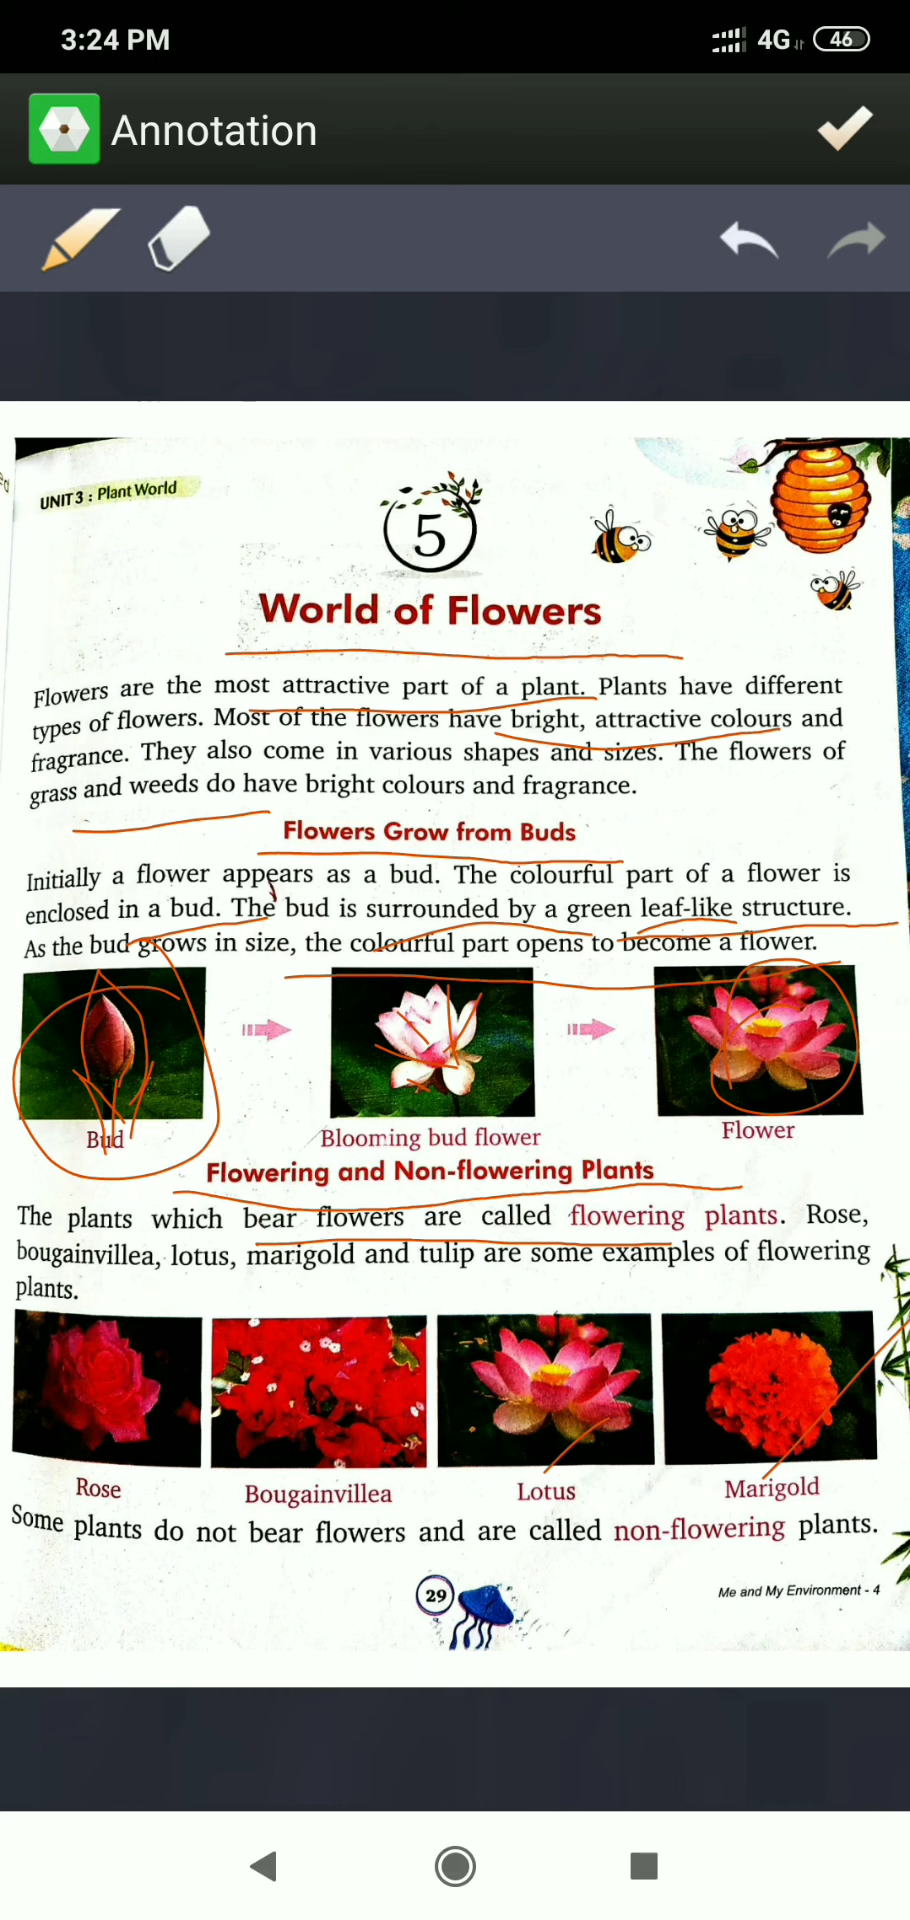 3:24 PM
4G
46
Annotation
UNIT 3 : Plant World
5
World of Flowers
Flowers are the most attractive part of a plant. Plants have different
types of flowers. Most of the flowers have bright, attractive colours and
fragrance. They also come in various shapes and sizes. The flowers of
grass and weeds do have bright colours and fragrance.
Flowers Grow from Buds
Initially a flower appears as a bud. The colourful part of a flower is
enclosed in a bud. The bud is surrounded by a green leaf-like structure.
As the bud grows in size, the colourful part opens to become a flower.
Bud
Blooming bud flower
Flower
Flowering and Non-flowering Plants
The plants which bear flowers are called flowering plants. Rose,
bougainvillea, lotus, marigold and tulip are some examples of flowering
plants.
Rose
Bougainvillea
Lotus
Marigold
Some plants do not bear flowers and are called non-flowering plants.
29
Me and My Environment - 4